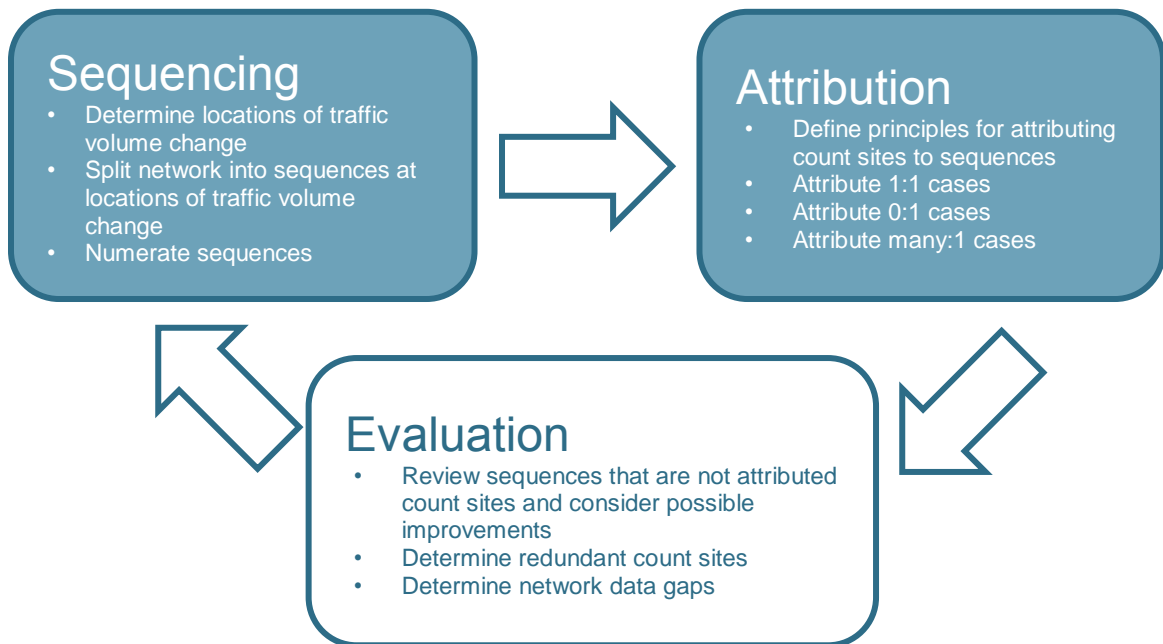 Sequencing
• Determine locations of traffic
volume change
• Split network into sequences at
locations of traffic volume
change
• Numerate sequences
Attribution
• Define principles for attributing
count sites to sequences
• Attribute 1:1 cases
• Attribute 0:1 cases
• Attribute many:1 cases
Evaluation
• Review sequences that are not attributed
count sites and consider possible
improvements
• Determine redundant count sites
• Determine network data gaps